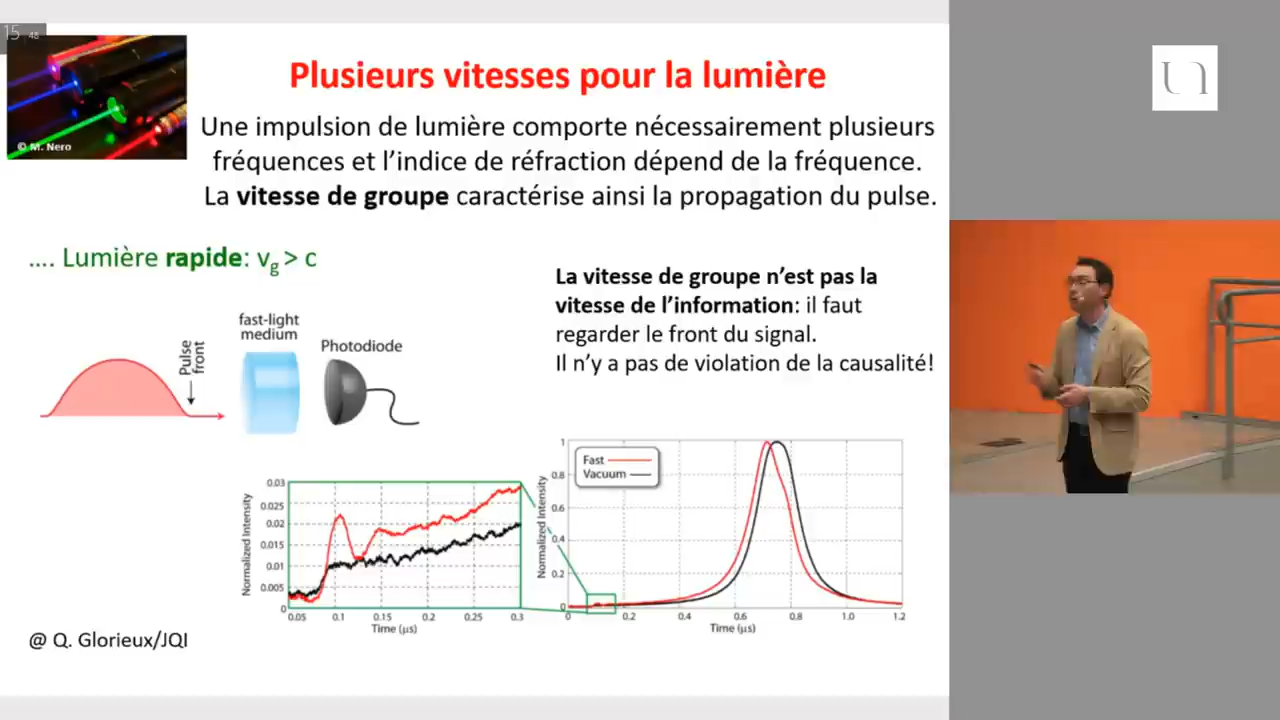 15 / 48
© M. Nero
Plusieurs vitesses pour la lumière
Une impulsion de lumière comporte nécessairement plusieurs
fréquences et l’indice de réfraction dépend de la fréquence.
La vitesse de groupe caractérise ainsi la propagation du pulse.
.... Lumière rapide: vg > c
La vitesse de groupe n’est pas la
vitesse de l’information: il faut
regarder le front du signal.
Il n’y a pas de violation de la causalité!
fast-light
medium
Photodiode
Pulse
front
Normalized Intensity
0.03
0.025
0.02
0.015
0.01
0.005
0
0.05 0.1 0.15 0.2 0.25 0.3
Time (μs)
Normalized Intensity
1
0.8
0.6
0.4
0.2
0
Fast
Vacuum
0 0.2 0.4 0.6 0.8 1.0 1.2
Time (μs)
@ Q. Glorieux/JQI